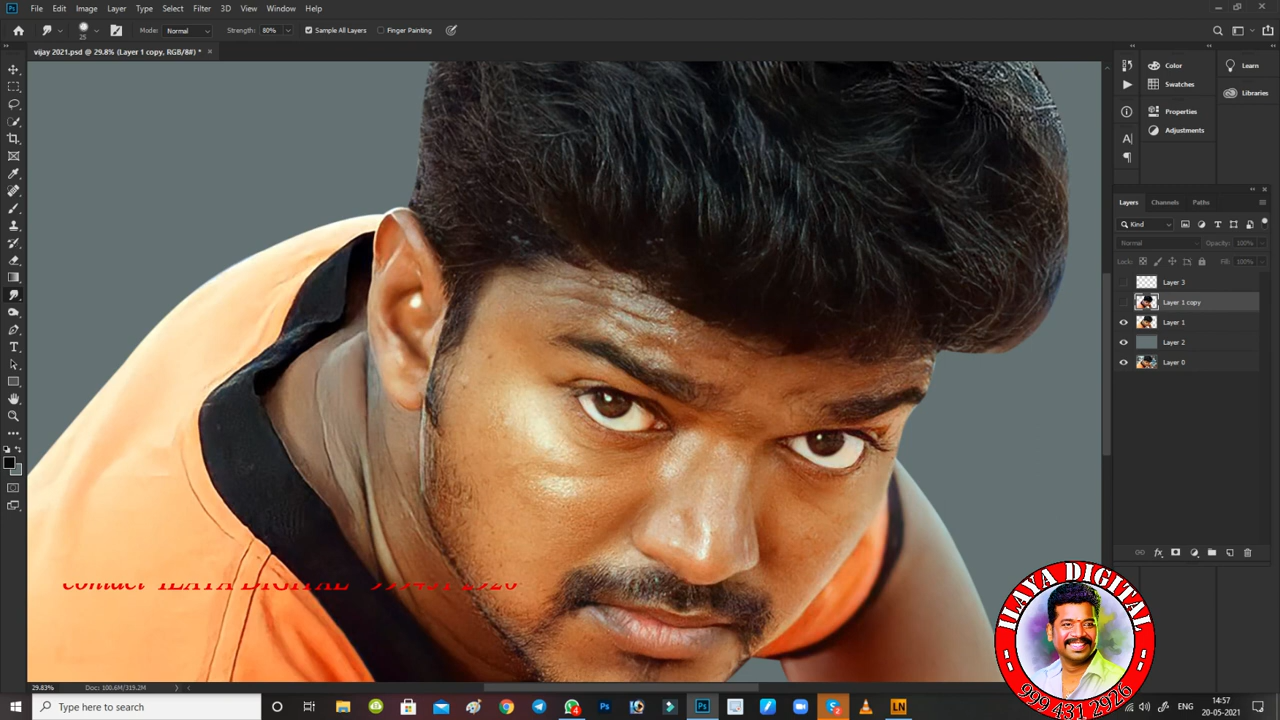 Ps File Edit Image Layer Type Select Filter 3D View Window Help
25 Mode: Normal Strength: 80% Sample All Layers Finger Painting
vijay 2021.psd @ 29.8% (Layer 1 copy, RGB/8#) * ×
Color
Swatches
Properties
Adjustments
Learn
Libraries
Layers Channels Paths
Kind
Normal Opacity: 100%
Lock: Fill: 100%
Layer 3
Layer 1 copy
Layer 1
Layer 2
Layer 0
contact ILAYA DIGITAL 999431 2926
ILAYA DIGITAL
999 431 2926
29.83% Doc: 100.6M/319.2M
Type here to search
ENG
14:57
20-05-2021